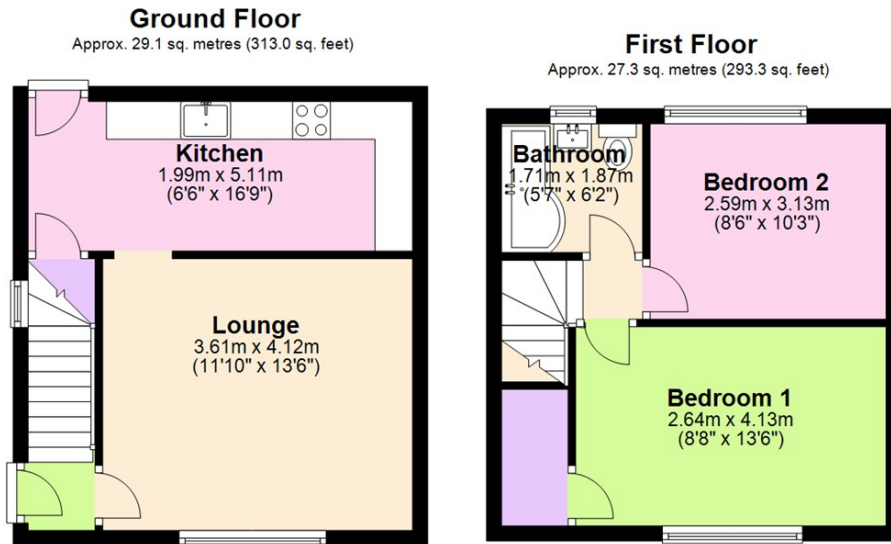 Ground Floor
Approx. 29.1 sq. metres (313.0 sq. feet)
Kitchen
1.99m x 5.11m
(6'6" x 16'9")
Lounge
3.61m x 4.12m
(11'10" x 13'6")
First Floor
Approx. 27.3 sq. metres (293.3 sq. feet)
Bathroom
1.71m x 1.87m
(5'7" x 6'2")
Bedroom 2
2.59m x 3.13m
(8'6" x 10'3")
Bedroom 1
2.64m x 4.13m
(8'8" x 13'6")